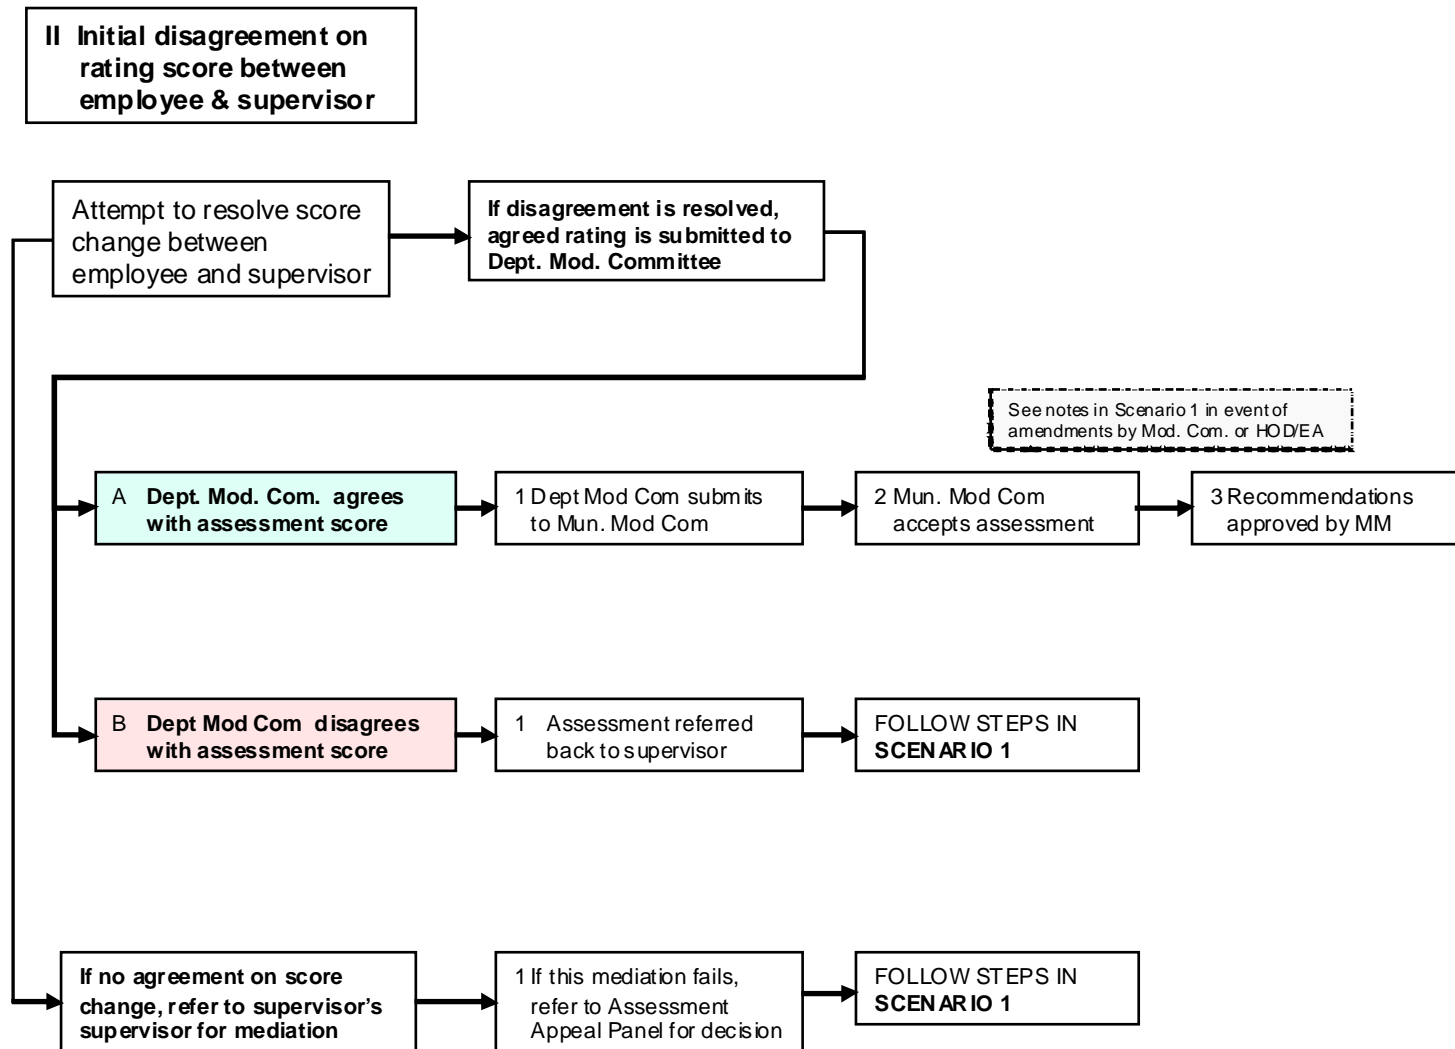 II Initial disagreement on
rating score between
employee & supervisor
Attempt to resolve score
change between
employee and supervisor
If disagreement is resolved,
agreed rating is submitted to
Dept. Mod. Committee
See notes in Scenario 1 in event of
amendments by Mod. Com. or HOD/EA
A Dept. Mod. Com. agrees
with assessment score
1 Dept Mod Com submits
to Mun. Mod Com
2 Mun. Mod Com
accepts assessment
3 Recommendations
approved by MM
B Dept Mod Com disagrees
with assessment score
1 Assessment referred
back to supervisor
FOLLOW STEPS IN
SCENARIO 1
If no agreement on score
change, refer to supervisor's
supervisor for mediation
1 If this mediation fails,
refer to Assessment
Appeal Panel for decision
FOLLOW STEPS IN
SCENARIO 1